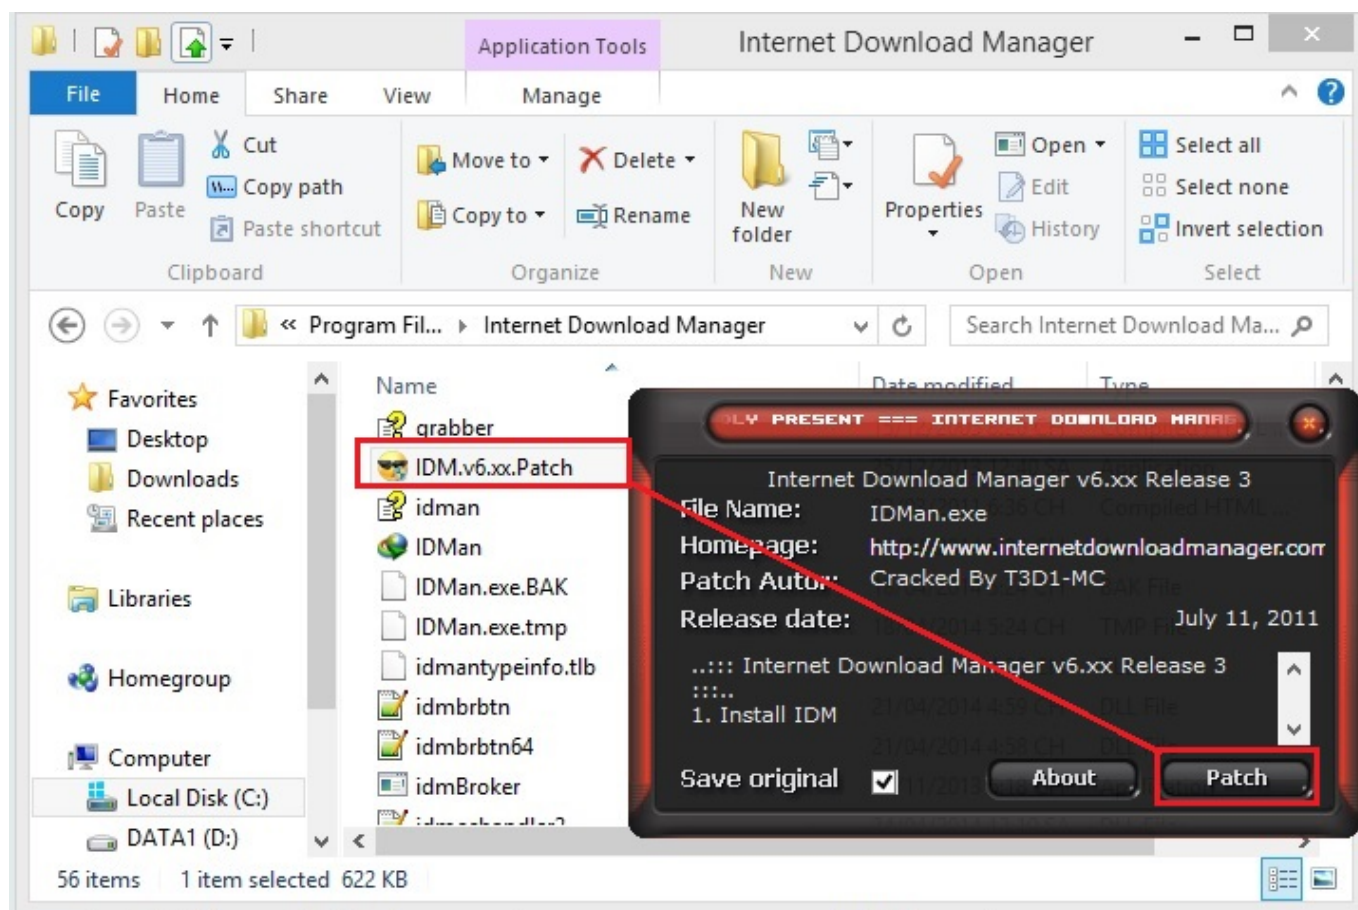 Application Tools
Internet Download Manager
File
Home
Share
View
Manage
Copy
Paste
Cut
Copy path
Paste shortcut
Clipboard
Move to
Copy to
Delete
Rename
Organize
New folder
New
Properties
Open
Edit
History
Open
Select all
Select none
Invert selection
Select
« Program Fil... Internet Download Manager
Search Internet Download Ma...
Favorites
Desktop
Downloads
Recent places
Libraries
Homegroup
Computer
Local Disk (C:)
DATA1 (D:)
Name
Date modified
Type
grabber
IDM.v6.xx.Patch
idman
IDMan
IDMan.exe.BAK
IDMan.exe.tmp
idmantypeinfo.tlb
idmbrbtn
idmbrbtn64
idmBroker
PRESENT === INTERNET DOWNLOAD
Internet Download Manager v6.xx Release 3
File Name: IDMan.exe
Homepage: http://www.internetdownloadmanager.com
Patch Autor: Cracked By T3D1-MC
Release date: July 11, 2011
..::: Internet Download Manager v6.xx Release 3
:::..
1. Install IDM
Save original
About
Patch
56 items
1 item selected 622 KB